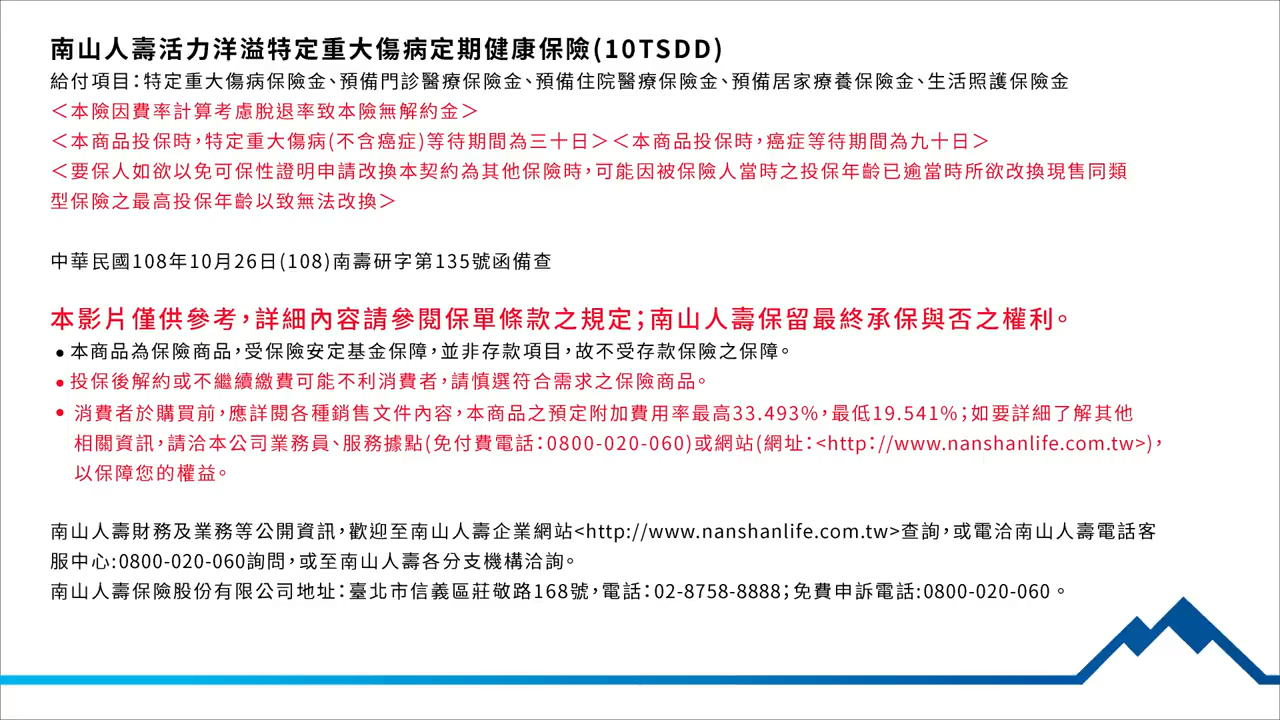 南山人壽活力洋溢特定重大傷病定期健康保險(10TSDD)
給付項目：特定重大傷病保險金、預備門診醫療保險金、預備住院醫療保險金、預備居家療養保險金、生活照護保險金
＜本險因費率計算考慮脫退率致本險無解約金＞
＜本商品投保時，特定重大傷病(不含癌症)等待期間為三十日＞＜本商品投保時，癌症等待期間為九十日＞
＜要保人如欲以免可保性證明申請改換本契約為其他保險時，可能因被保險人當時之投保年齡已逾當時所欲改換現售同類
型保險之最高投保年齡以致無法改換＞
中華民國108年10月26日(108)南壽研字第135號函備查
本影片僅供參考，詳細內容請參閱保單條款之規定；南山人壽保留最終承保與否之權利。
●本商品為保險商品，受保險安定基金保障，並非存款項目，故不受存款保險之保障。
●投保後解約或不繼續繳費可能不利消費者，請慎選符合需求之保險商品。
●消費者於購買前，應詳閱各種銷售文件內容，本商品之預定附加費用率最高33.493%，最低19.541%；如要詳細了解其他
相關資訊，請洽本公司業務員、服務據點(免付費電話：0800-020-060)或網站(網址：<http：//www.nanshanlife.com.tw>)，
以保障您的權益。
南山人壽財務及業務等公開資訊，歡迎至南山人壽企業網站<http://www.nanshanlife.com.tw>查詢，或電洽南山人壽電話客
服中心:0800-020-060詢問，或至南山人壽各分支機構洽詢。
南山人壽保險股份有限公司地址：臺北市信義區莊敬路168號，電話：02-8758-8888；免費申訴電話:0800-020-060。